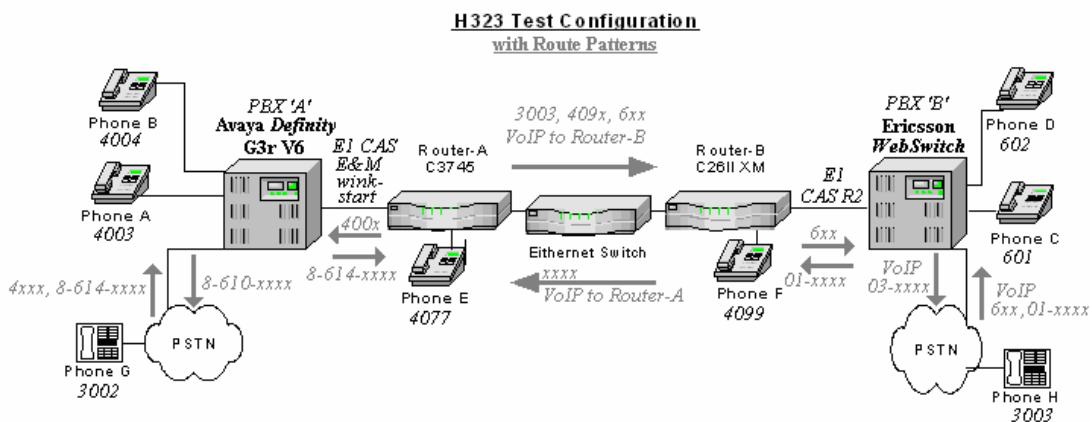 H323 Test Configuration
with Route Patterns
Phone B
4004
Phone A
4003
PBX 'A'
Avaya Definity
G3r V6
E1 CAS
E&M
wink-
start
400x
8-614-xxxx
4xxx, 8-614-xxxx
8-610-xxxx
PSTN
Phone G
3002
Router-A
C3745
Phone E
4077
3003, 409x, 6xx
VoIP to Router-B
Eithernet Switch
xxxx
VoIP to Router-A
Router-B
C26II XM
Phone F
4099
E1
CAS R2
6xx
01-xxxx
PBX 'B'
Ericsson
WebSwitch
Phone D
602
Phone C
601
VoIP
03-xxxx
VoIP
6xx,01-xxxx
PSTN
Phone H
3003